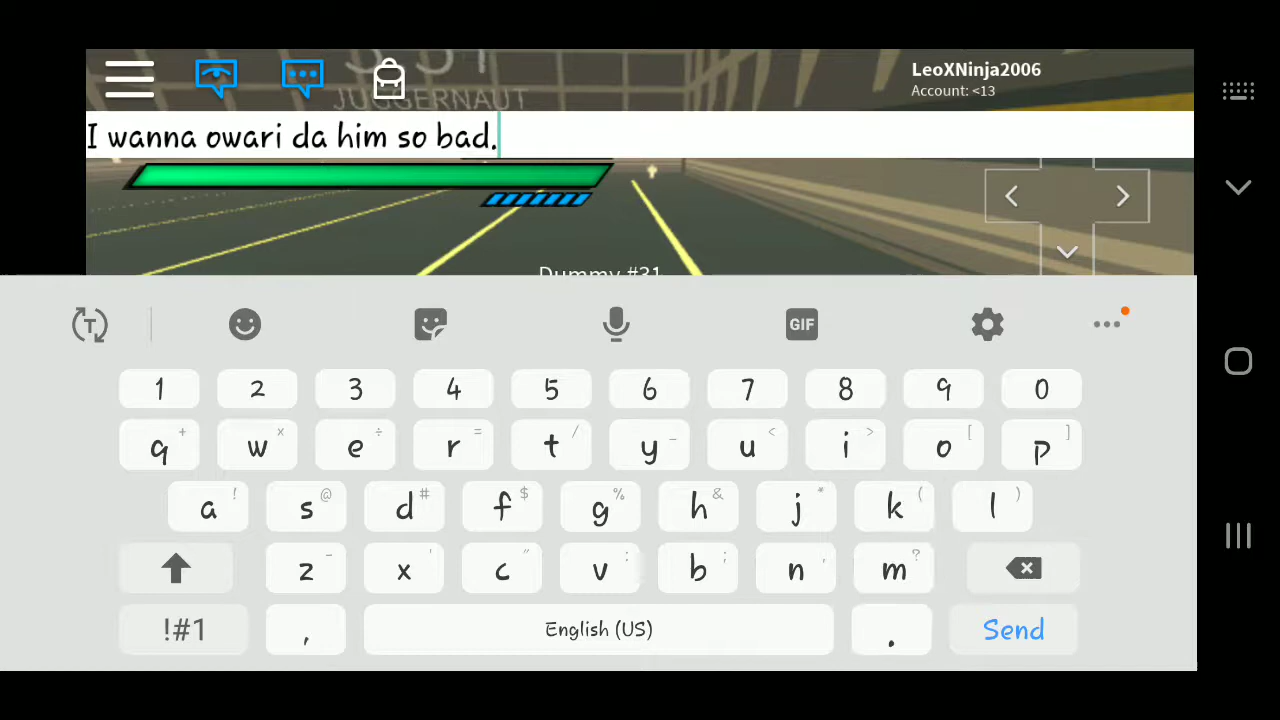 LeoXNinja2006
Account: <13
JUGGERNAUT
I wanna owari da him so bad.
Dummy #31
GIF
1 2 3 4 5 6 7 8 9 0
q + w × e ÷ r = t / y _ u < i > o [ p ]
a ! s @ d # f $ g % h & j * k ( l )
z - x ' c " v : b ; n , m ?
!#1 , English (US) . Send